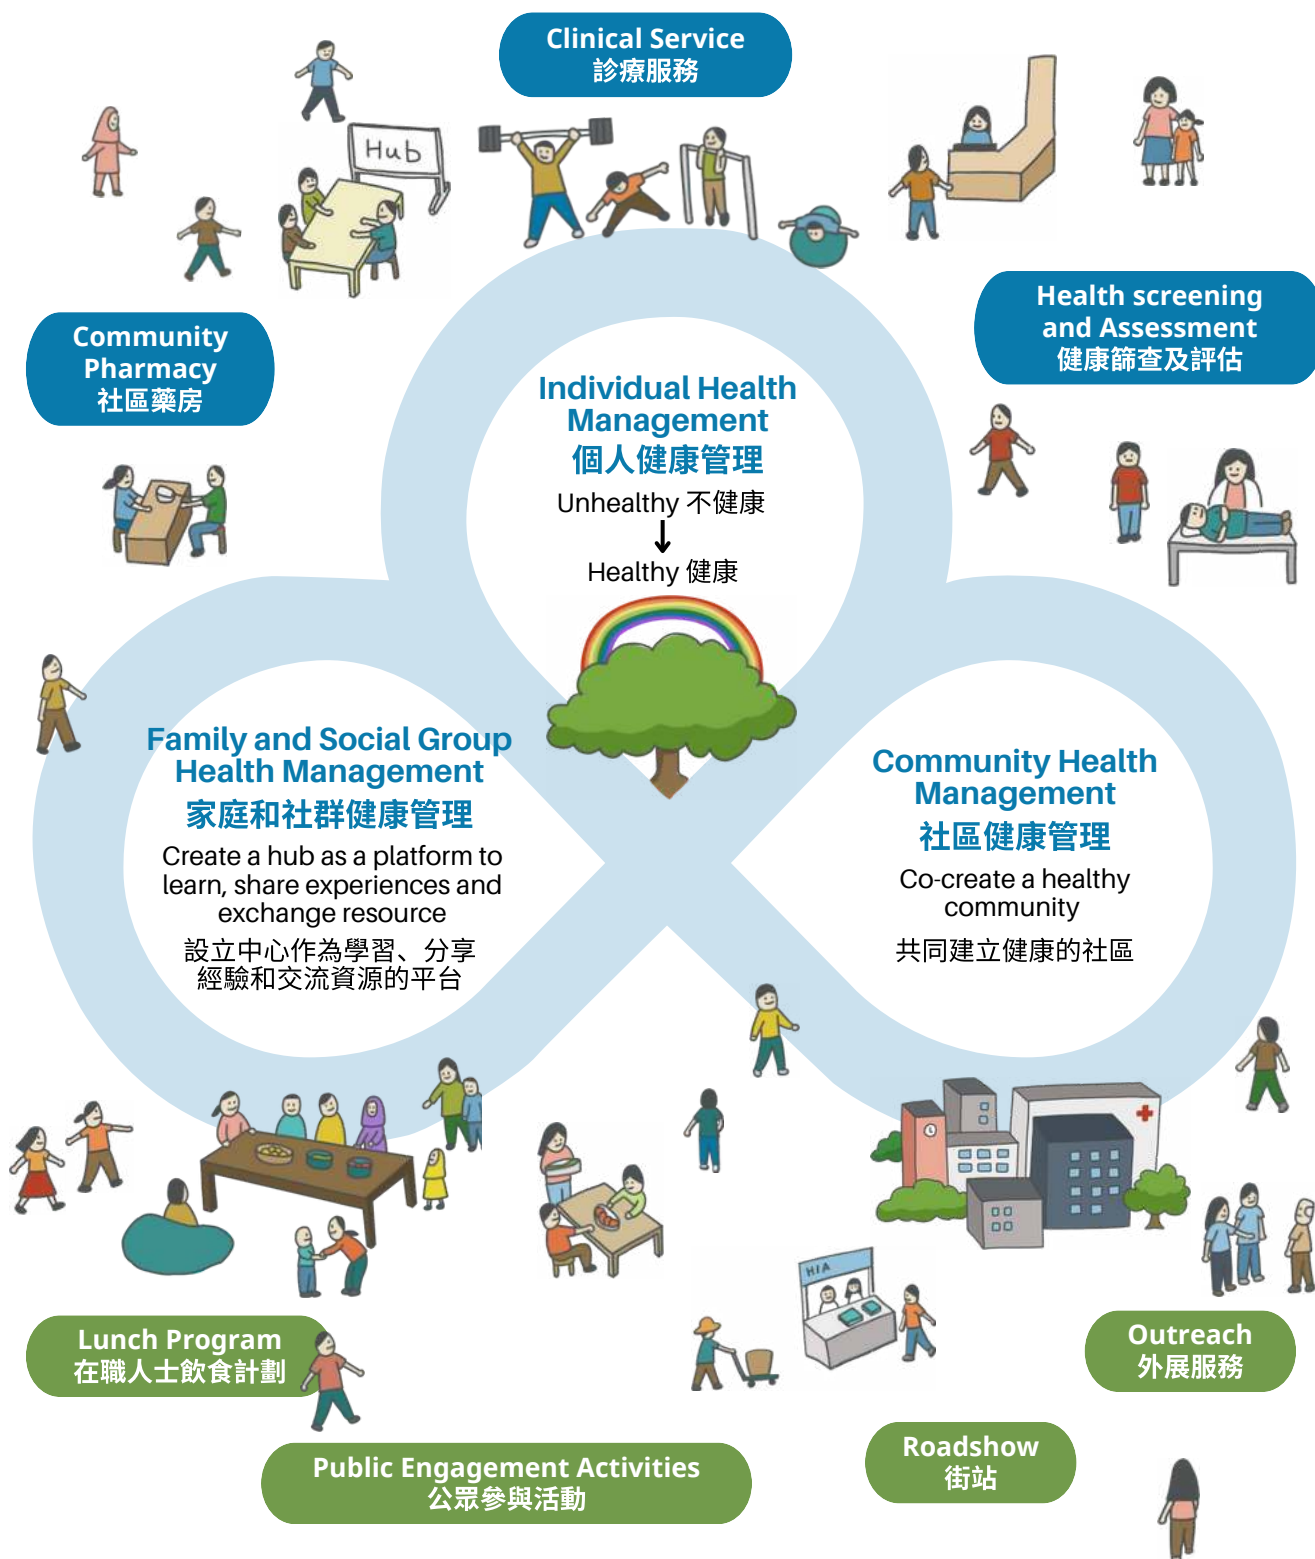 Clinical Service
診療服務
Hub
Health screening
and Assessment
健康篩查及評估
Community
Pharmacy
社區藥房
Individual Health
Management
個人健康管理
Unhealthy 不健康
Healthy 健康
Family and Social Group
Health Management
家庭和社群健康管理
Create a hub as a platform to
learn, share experiences and
exchange resource
設立中心作為學習、分享
經驗和交流資源的平台
Community Health
Management
社區健康管理
Co-create a healthy
community
共同建立健康的社區
HIA
Lunch Program
在職人士飲食計劃
Outreach
外展服務
Public Engagement Activities
公眾參與活動
Roadshow
街站